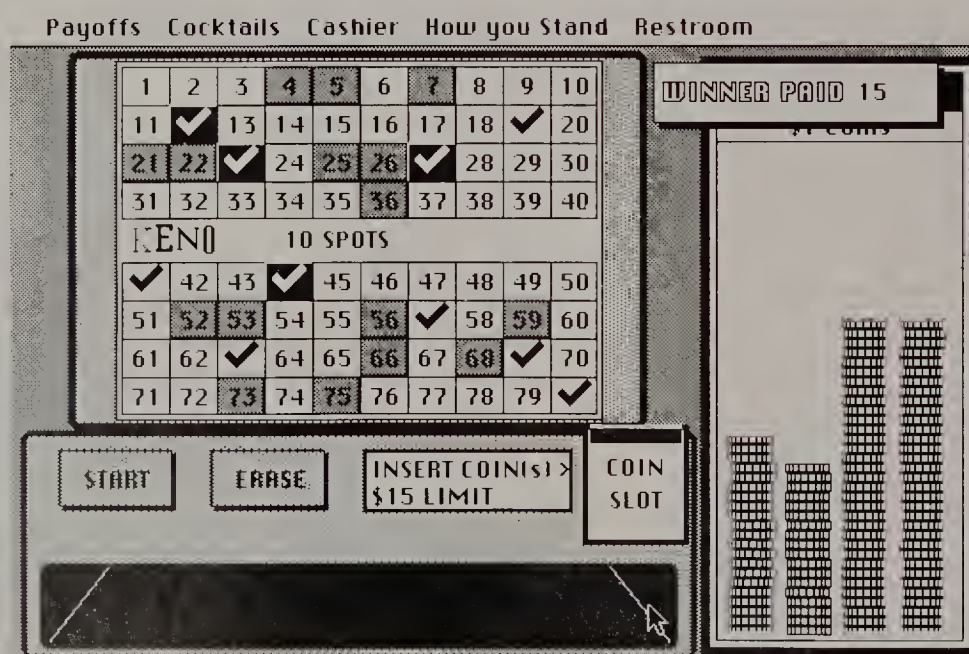 Payoffs Cocktails Cashier How you Stand Restroom
WINNER PAID 15
1 2 3 4 5 6 7 8 9 10
11 13 14 15 16 17 18 20
21 22 24 25 26 28 29 30
31 32 33 34 35 36 37 38 39 40
KENO 10 SPOTS
42 43 45 46 47 48 49 50
51 52 53 54 55 56 58 59 60
61 62 64 65 66 67 68 70
71 72 73 74 75 76 77 78 79
START ERASE INSERT COIN(s) >
$15 LIMIT
COIN
SLOT